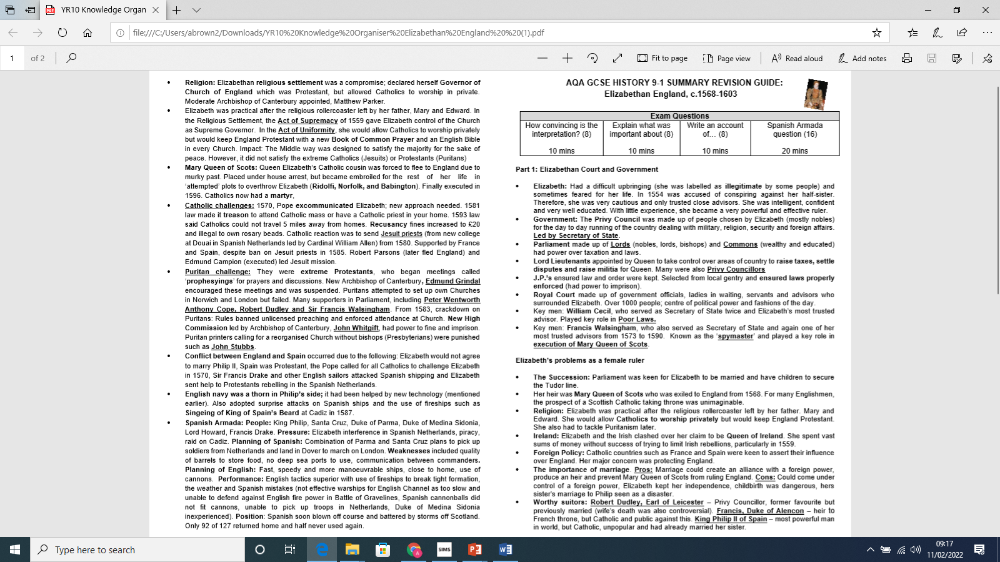 YR10 Knowledge Organ
file:///C:/Users/abrown2/Downloads/YR10%20Knowledge%20Organiser%20Elizabethan%20England%20%20(1).pdf
1 of 2
Fit to page
Page view
Read aloud
Add notes
• Religion: Elizabethan religious settlement was a compromise; declared herself Governor of
Church of England which was Protestant, but allowed Catholics to worship in private.
Moderate Archbishop of Canterbury appointed, Matthew Parker.
• Elizabeth was practical after the religious rollercoaster left by her father, Mary and Edward. In
the Religious Settlement, the Act of Supremacy of 1559 gave Elizabeth control of the Church
as Supreme Governor. In the Act of Uniformity, she would allow Catholics to worship privately
but would keep England Protestant with a new Book of Common Prayer and an English Bible
in every Church. Impact: The Middle way was designed to satisfy the majority for the sake of
peace. However, it did not satisfy the extreme Catholics (Jesuits) or Protestants (Puritans)
• Mary Queen of Scots: Queen Elizabeth's Catholic cousin was forced to flee to England due to
murky past. Placed under house arrest, but became embroiled for the rest of her life in
'attempted' plots to overthrow Elizabeth (Ridolfi, Norfolk, and Babington). Finally executed in
1596. Catholics now had a martyr,
• Catholic challenges: 1570, Pope excommunicated Elizabeth; new approach needed. 1581
law made it treason to attend Catholic mass or have a Catholic priest in your home. 1593 law
said Catholics could not travel 5 miles away from homes. Recusancy fines increased to £20
and illegal to own rosary beads. Catholic reaction was to send Jesuit priests (from new college
at Douai in Spanish Netherlands led by Cardinal William Allen) from 1580. Supported by France
and Spain, despite ban on Jesuit priests in 1585. Robert Parsons (later fled England) and
Edmund Campion (executed) led Jesuit mission.
• Puritan challenge: They were extreme Protestants, who began meetings called
'prophesyings' for prayers and discussions. New Archbishop of Canterbury, Edmund Grindal
encouraged these meetings and was suspended. Puritans attempted to set up own Churches
in Norwich and London but failed. Many supporters in Parliament, including Peter Wentworth
Anthony Cope, Robert Dudley and Sir Francis Walsingham. From 1583, crackdown on
Puritans: Rules banned unlicensed preaching and enforced attendance at Church. New High
Commission led by Archbishop of Canterbury, John Whitgift, had power to fine and imprison.
Puritan printers calling for a reorganised Church without bishops (Presbyterians) were punished
such as John Stubbs.
• Conflict between England and Spain occurred due to the following: Elizabeth would not agree
to marry Philip II, Spain was Protestant, the Pope called for all Catholics to challenge Elizabeth
in 1570, Sir Francis Drake and other English sailors attacked Spanish shipping and Elizabeth
sent help to Protestants rebelling in the Spanish Netherlands.
• English navy was a thorn in Philip's side; it had been helped by new technology (mentioned
earlier). Also adopted surprise attacks on Spanish ships and the use of fireships such as
Singeing of King of Spain's Beard at Cadiz in 1587.
• Spanish Armada: People: King Philip, Santa Cruz, Duke of Parma, Duke of Medina Sidonia,
Lord Howard, Francis Drake. Pressure: Elizabeth interference in Spanish Netherlands, piracy,
raid on Cadiz. Planning of Spanish: Combination of Parma and Santa Cruz plans to pick up
soldiers from Netherlands and land in Dover to march on London. Weaknesses included quality
of barrels to store food, no deep sea ports to use, communication between commanders.
Planning of English: Fast, speedy and more manoeuvrable ships, close to home, use of
cannons. Performance: English tactics superior with use of fireships to break tight formation,
the weather and Spanish mistakes (not effective warships for English Channel as too slow and
unable to defend against English fire power in Battle of Gravelines, Spanish cannonballs did
not fit cannons, unable to pick up troops in Netherlands, Duke of Medina Sidonia
inexperienced). Position: Spanish soon blown off course and battered by storms off Scotland.
Only 92 of 127 returned home and half never used again.
AQA GCSE HISTORY 9-1 SUMMARY REVISION GUIDE:
Elizabethan England, c.1568-1603
Exam Questions
How convincing is the interpretation? (8) 10 mins
Explain what was important about (8) 10 mins
Write an account of… (8) 10 mins
Spanish Armada question (16) 20 mins
Part 1: Elizabethan Court and Government
• Elizabeth: Had a difficult upbringing (she was labelled as illegitimate by some people) and
sometimes feared for her life. In 1554 was accused of conspiring against her half-sister.
Therefore, she was very cautious and only trusted close advisors. She was intelligent, confident
and very well educated. With little experience, she became a very powerful and effective ruler.
• Government: The Privy Council was made up of people chosen by Elizabeth (mostly nobles)
for the day to day running of the country dealing with military, religion, security and foreign affairs.
Led by Secretary of State.
• Parliament made up of Lords (nobles, lords, bishops) and Commons (wealthy and educated)
had power over taxation and laws.
• Lord Lieutenants appointed by Queen to take control over areas of country to raise taxes, settle
disputes and raise militia for Queen. Many were also Privy Councillors
• J.P.'s ensured law and order were kept. Selected from local gentry and ensured laws properly
enforced (had power to imprison).
• Royal Court made up of government officials, ladies in waiting, servants and advisors who
surrounded Elizabeth. Over 1000 people; centre of political power and fashions of the day.
• Key men: William Cecil, who served as Secretary of State twice and Elizabeth's most trusted
advisor. Played key role in Poor Laws.
• Key men: Francis Walsingham, who also served as Secretary of State and again one of her
most trusted advisors from 1573 to 1590. Known as the 'spymaster' and played a key role in
execution of Mary Queen of Scots.
Elizabeth's problems as a female ruler
• The Succession: Parliament was keen for Elizabeth to be married and have children to secure
the Tudor line.
• Her heir was Mary Queen of Scots who was exiled to England from 1568. For many Englishmen,
the prospect of a Scottish Catholic taking throne was unimaginable.
• Religion: Elizabeth was practical after the religious rollercoaster left by her father. Mary and
Edward. She would allow Catholics to worship privately but would keep England Protestant.
She also had to tackle Puritanism later.
• Ireland: Elizabeth and the Irish clashed over her claim to be Queen of Ireland. She spent vast
sums of money without success of trying to limit Irish rebellions, particularly in 1559.
• Foreign Policy: Catholic countries such as France and Spain were keen to assert their influence
over England. Her major concern was protecting England.
• The importance of marriage. Pros: Marriage could create an alliance with a foreign power,
produce an heir and prevent Mary Queen of Scots from ruling England. Cons: Could come under
control of a foreign power, Elizabeth kept her independence, childbirth was dangerous, hers
sister's marriage to Philip seen as a disaster.
• Worthy suitors: Robert Dudley, Earl of Leicester – Privy Councillor, former favourite but
previously married (wife's death was also controversial). Francis, Duke of Alencon – heir to
French throne, but Catholic and public against this. King Philip II of Spain – most powerful man
in world, but Catholic, unpopular and had already married her sister.
Type here to search
SIMS
09:17
11/02/2022